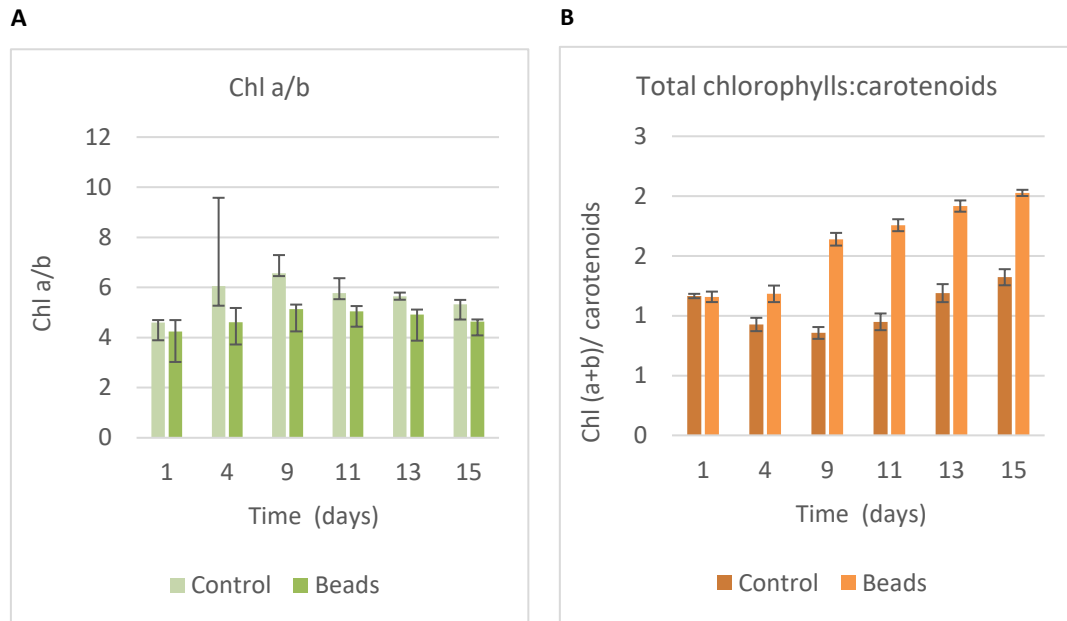 A
Chl a/b
12
10
8
6
4
2
0
Chl a/b
1 4 9 11 13 15
Time (days)
Control Beads
B
Total chlorophylls:carotenoids
3
2
2
1
1
0
Chl (a+b)/ carotenoids
1 4 9 11 13 15
Time (days)
Control Beads